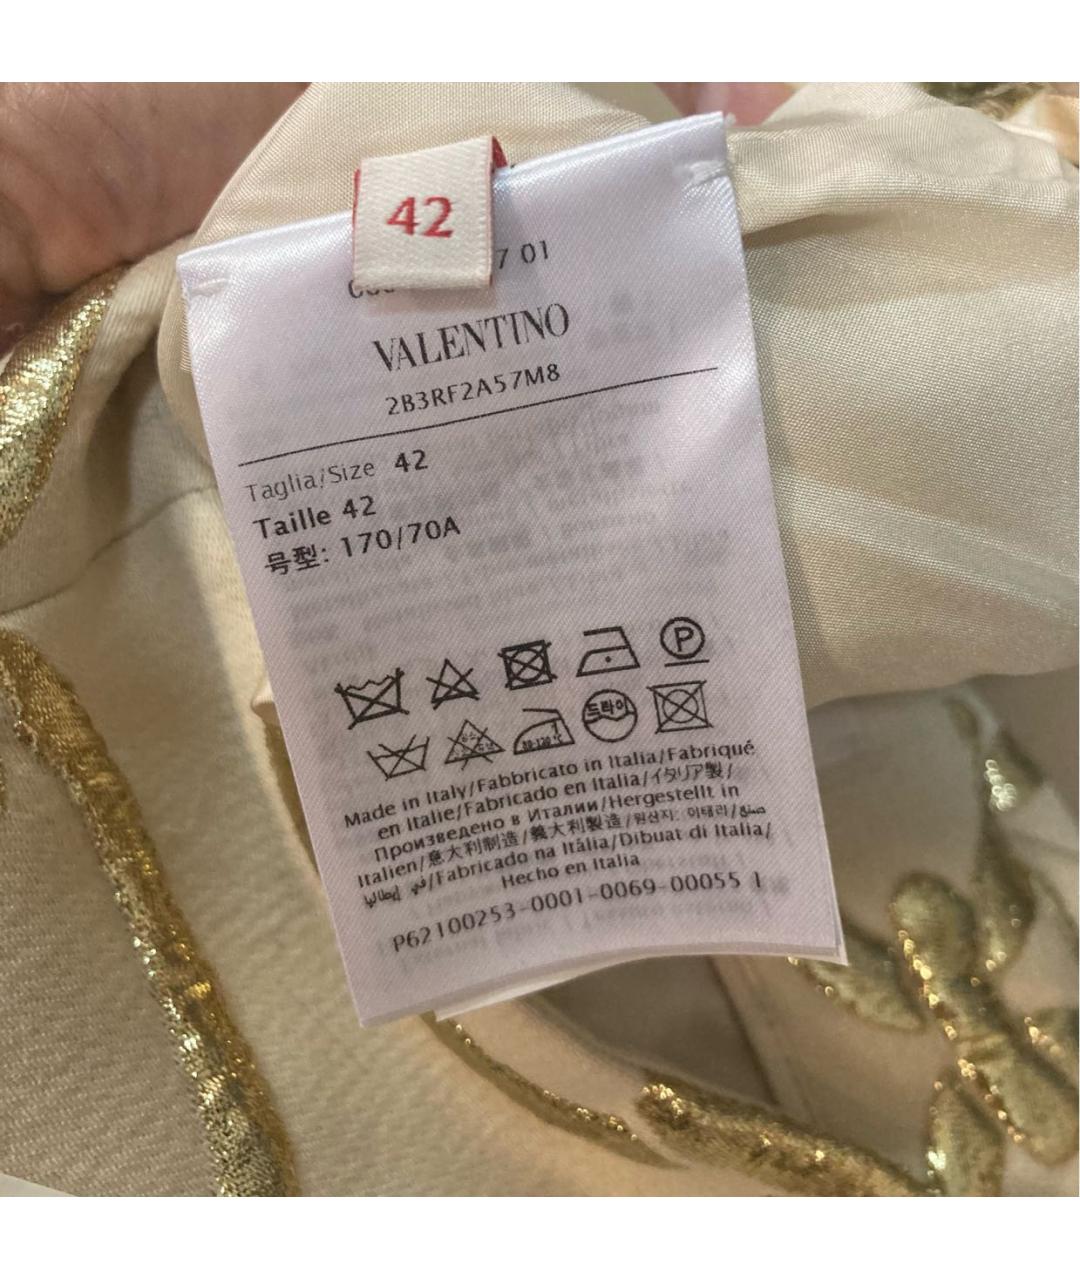 42
7 01
VALENTINO
2B3RF2A57M8
Taglia/Size 42
Taille 42
号型: 170/70A
P
드라이
80-120°C
Made in Italy/Fabbricato in Italia/Fabriqué
en Italie/Fabricado en Italia/イタリア製/
Произведено в Италии/Hergestellt in
Italien/意大利制造/義大利製造/원산지: 이태리/صنع
في إيطاليا/Fabricado na Itália/Dibuat di Italia/
Hecho en Italia
P62100253-0001-0069-00055 1